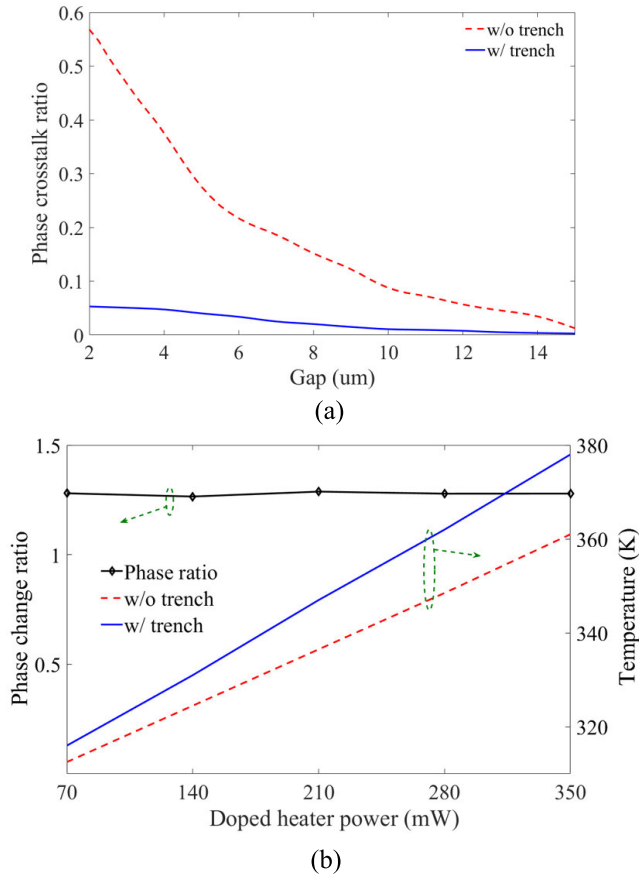 0.6
0.5
0.4
0.3
0.2
0.1
0
Phase crosstalk ratio
w/o trench
w/ trench
2 4 6 8 10 12 14
Gap (um)
(a)
1.5
1
0.5
Phase change ratio
Phase ratio
w/o trench
w/ trench
380
360
340
320
Temperature (K)
70 140 210 280 350
Doped heater power (mW)
(b)